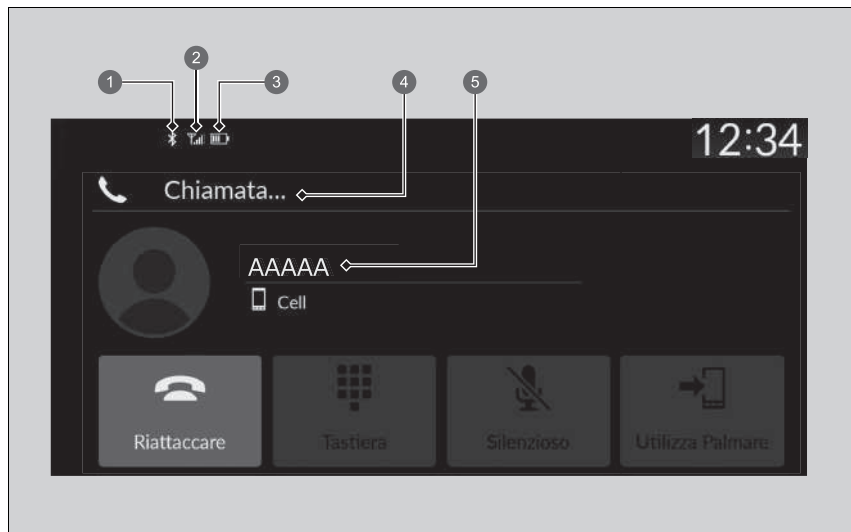 2
1
3
4
5
12:34
Chiamata...
AAAAA
Cell
Riattaccare
Tastiera
Silenzioso
Utilizza Palmare